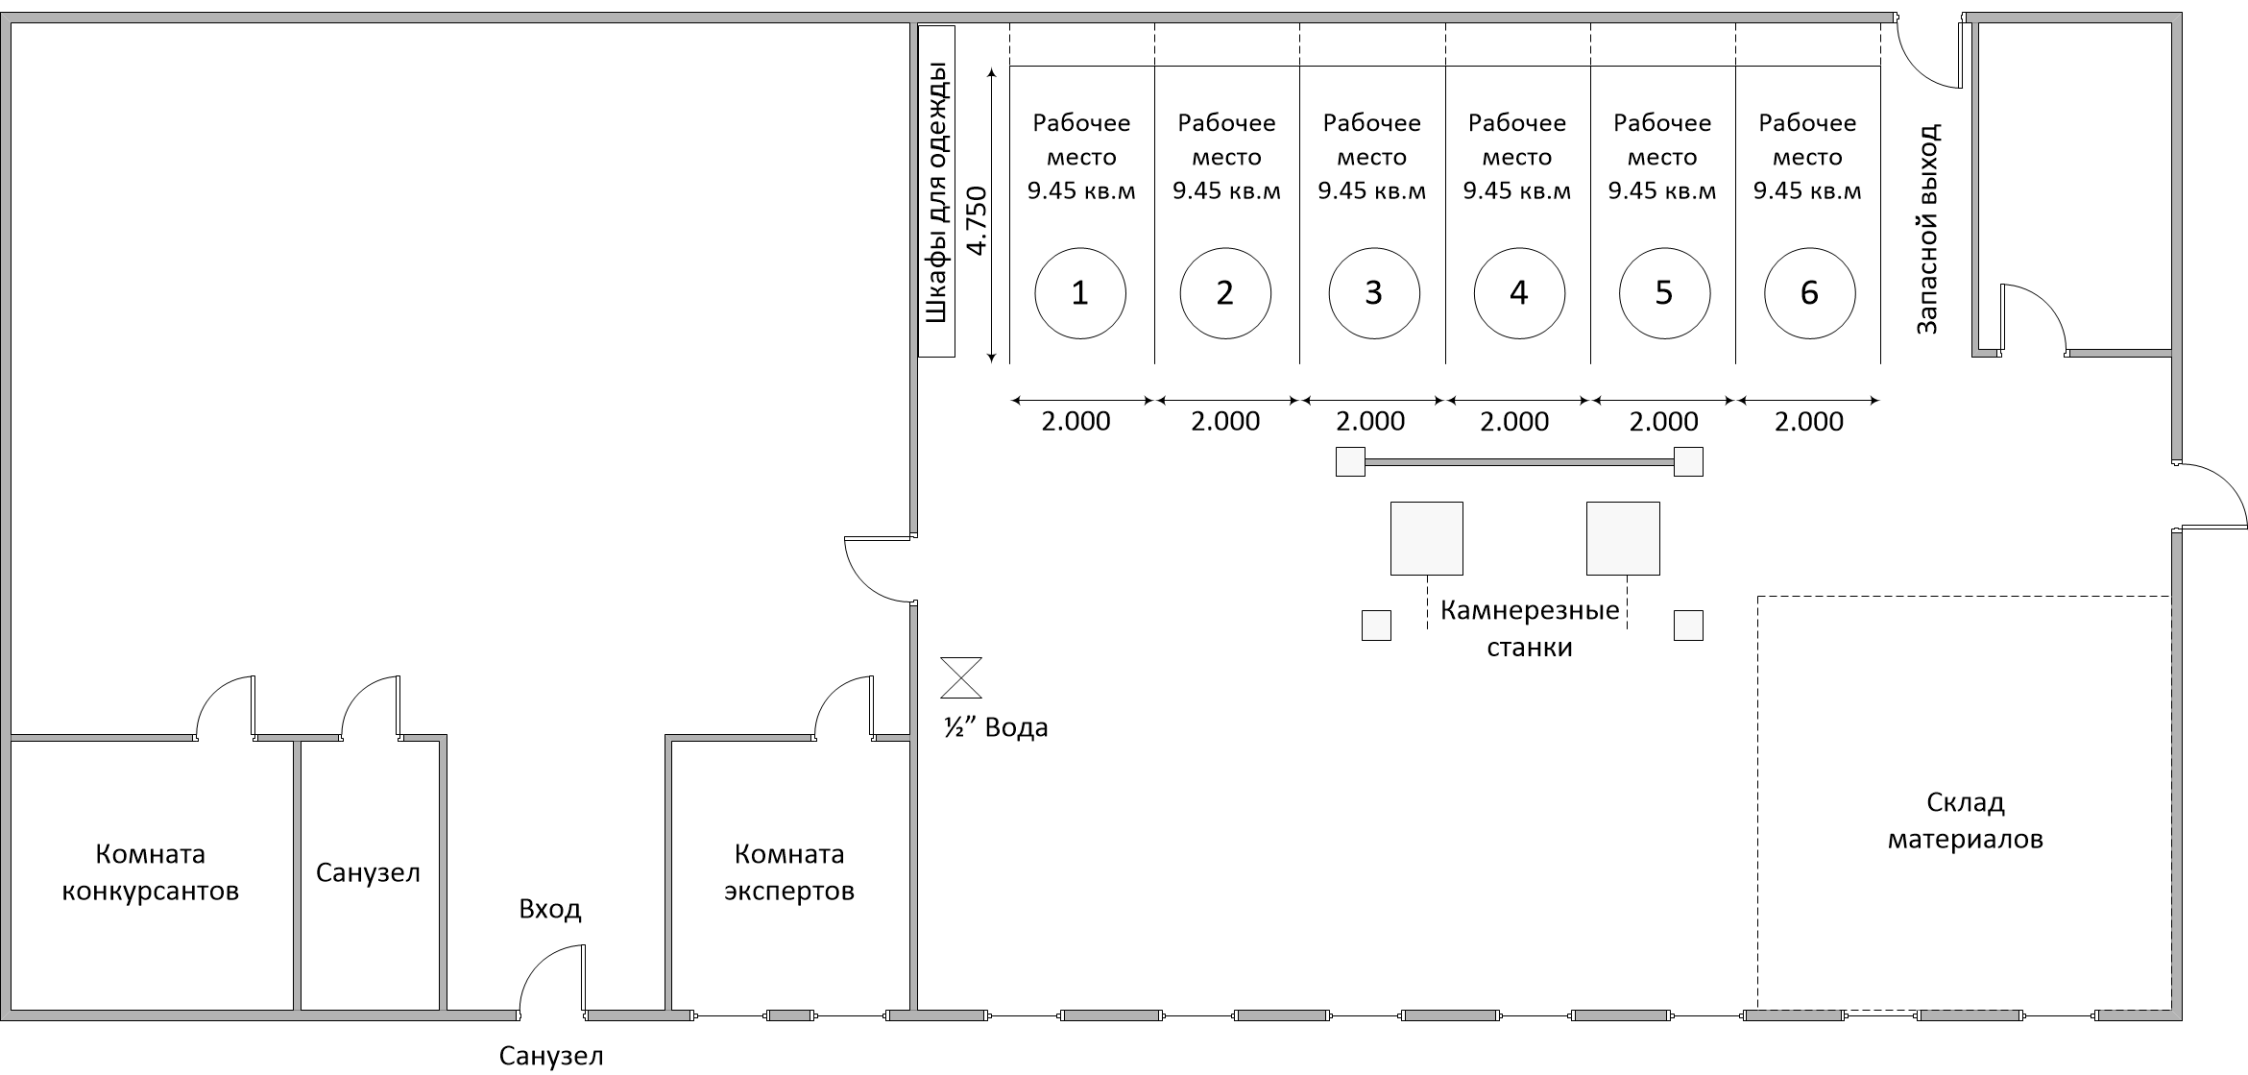 Шкафы для одежды
4.750
Рабочее
место
9.45 кв.м
1
Рабочее
место
9.45 кв.м
2
Рабочее
место
9.45 кв.м
3
Рабочее
место
9.45 кв.м
4
Рабочее
место
9.45 кв.м
5
Рабочее
место
9.45 кв.м
6
Запасной выход
2.000
2.000
2.000
2.000
2.000
2.000
Камнерезные
станки
½” Вода
Склад
материалов
Комната
конкурсантов
Санузел
Вход
Комната
экспертов
Санузел